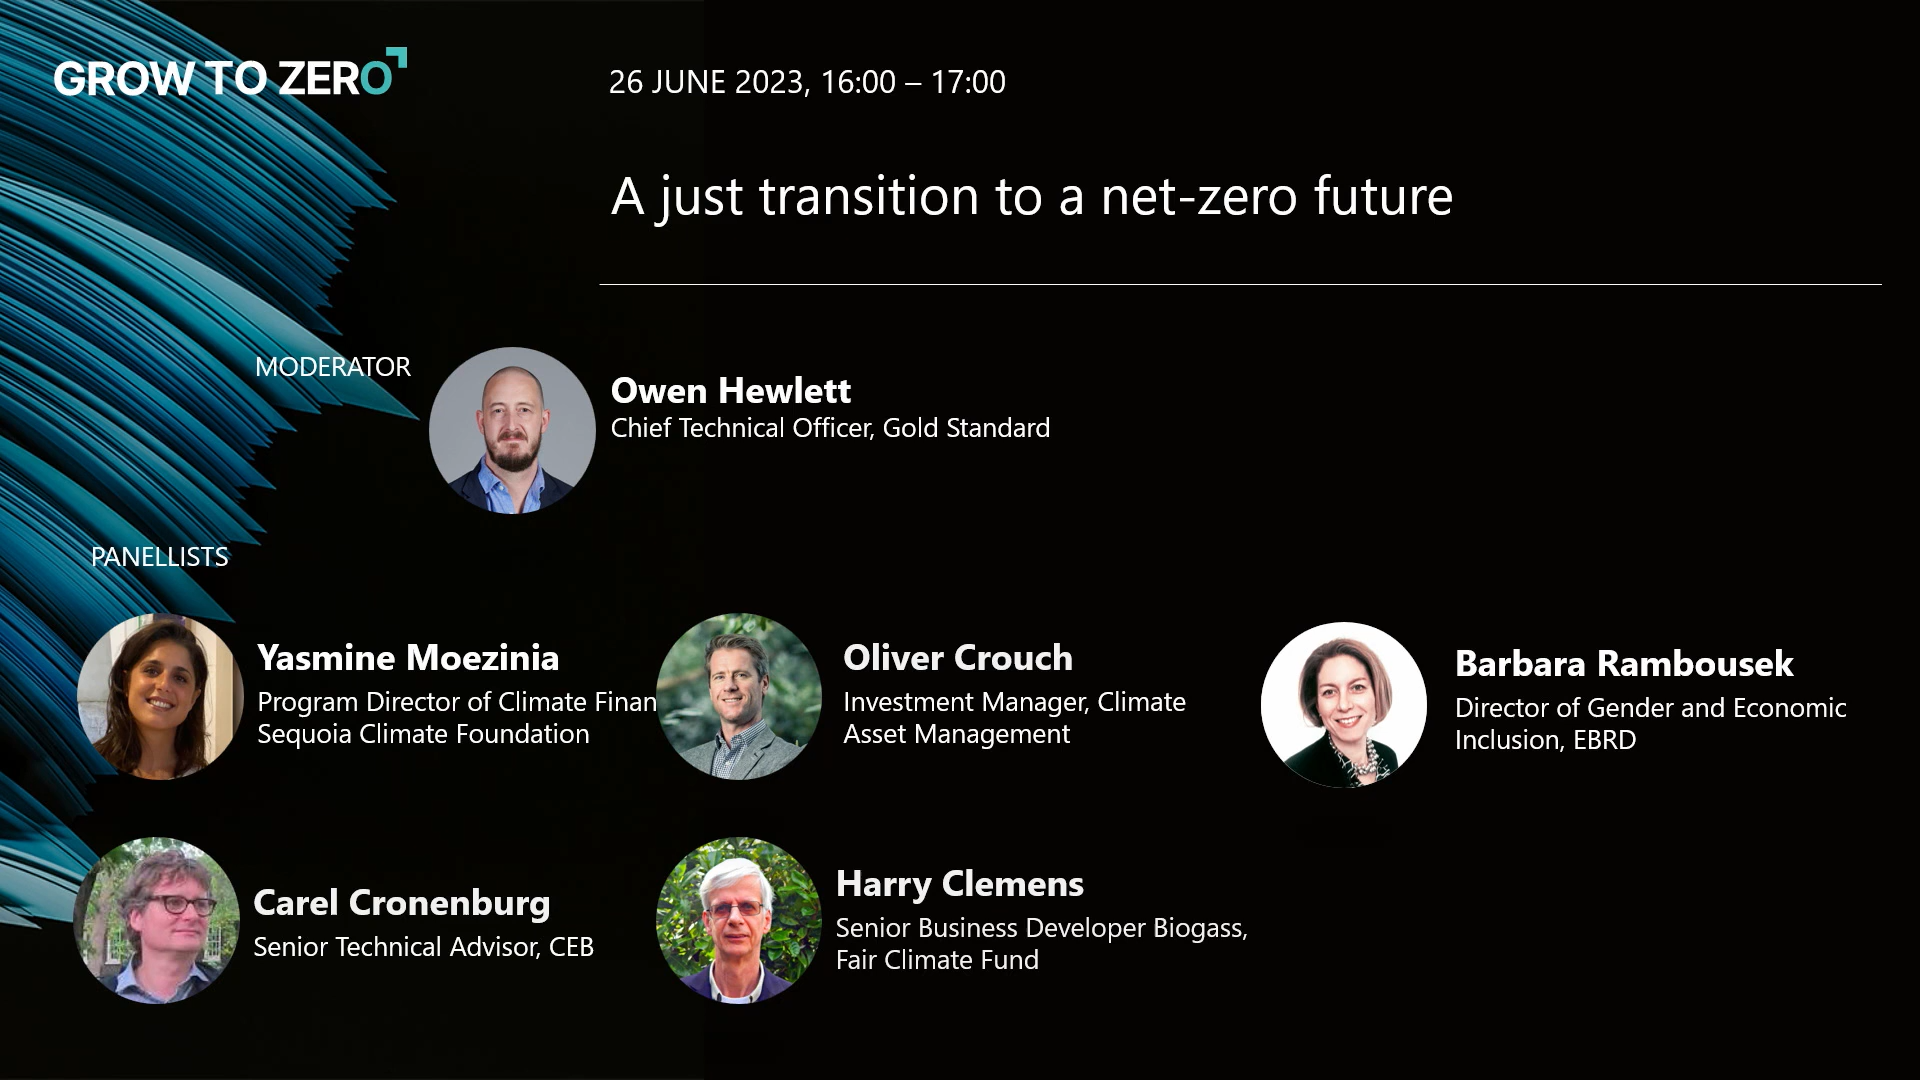 GROW TO ZERO
26 JUNE 2023, 16:00 – 17:00
A just transition to a net-zero future
MODERATOR
Owen Hewlett
Chief Technical Officer, Gold Standard
PANELLISTS
Yasmine Moezinia
Program Director of Climate Finan
Sequoia Climate Foundation
Oliver Crouch
Investment Manager, Climate
Asset Management
Barbara Rambousek
Director of Gender and Economic
Inclusion, EBRD
Carel Cronenburg
Senior Technical Advisor, CEB
Harry Clemens
Senior Business Developer Biogass,
Fair Climate Fund